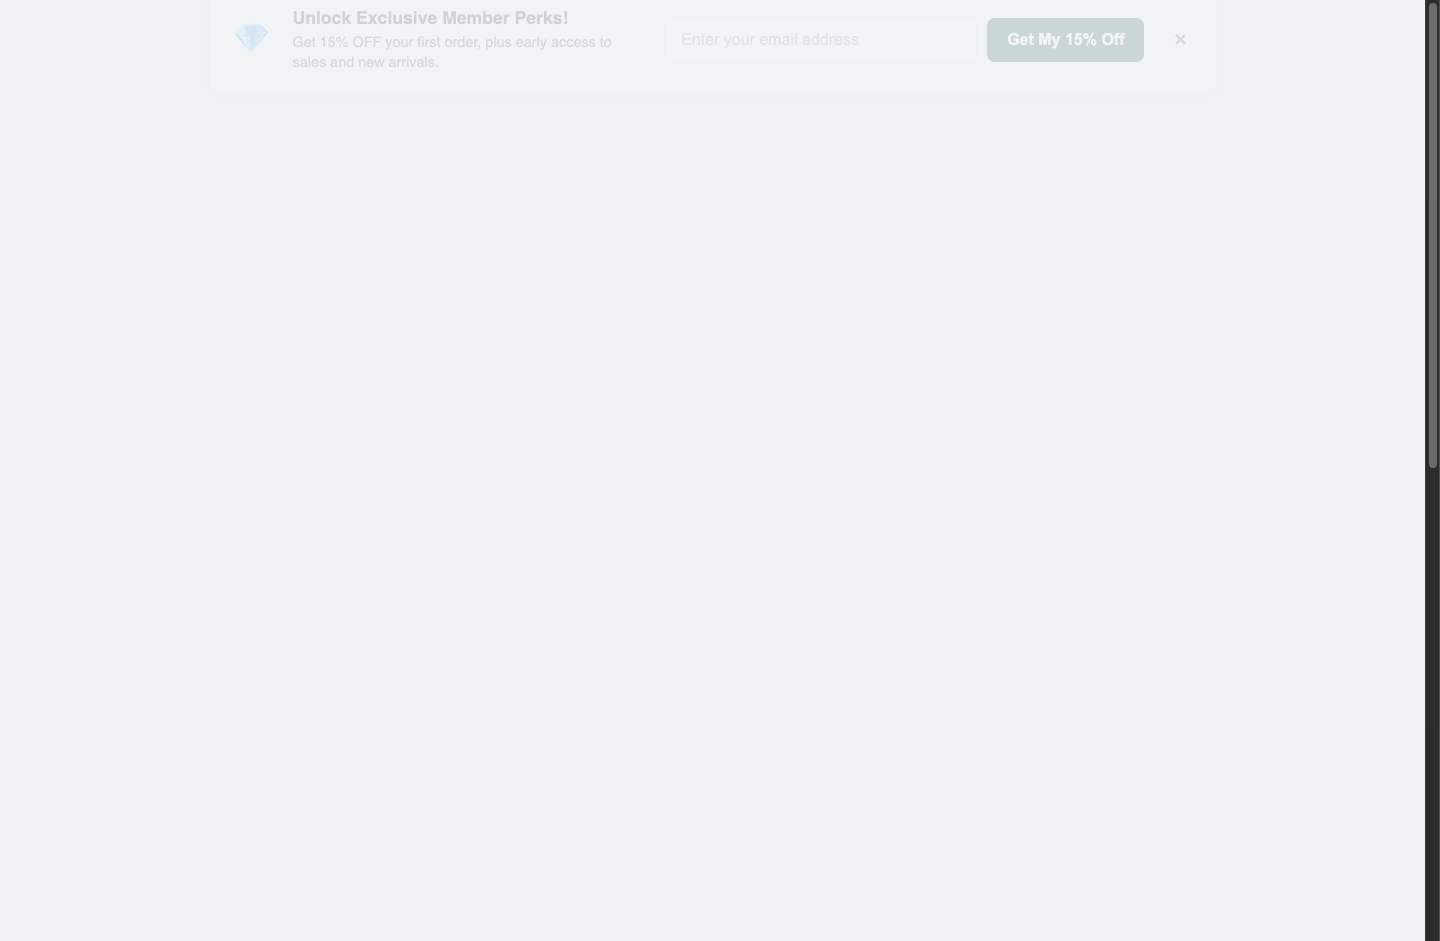 Unlock Exclusive Member Perks!
Get 15% OFF your first order, plus early access to
sales and new arrivals.
Enter your email address
Get My 15% Off
×